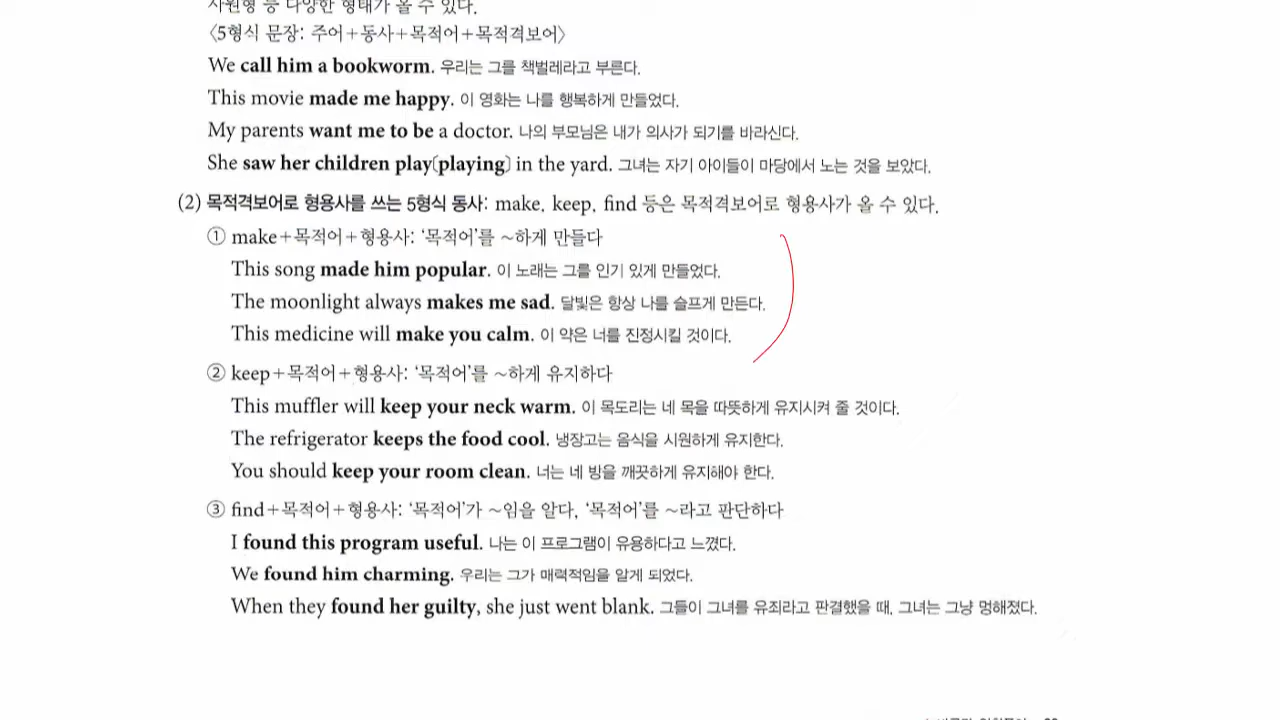 사원형 등 다양한 형태가 올 수 있다.
〈5형식 문장: 주어+동사+목적어+목적격보어〉
We call him a bookworm. 우리는 그를 책벌레라고 부른다.
This movie made me happy. 이 영화는 나를 행복하게 만들었다.
My parents want me to be a doctor. 나의 부모님은 내가 의사가 되기를 바라신다.
She saw her children play(playing) in the yard. 그녀는 자기 아이들이 마당에서 노는 것을 보았다.
(2) 목적격보어로 형용사를 쓰는 5형식 동사: make, keep, find 등은 목적격보어로 형용사가 올 수 있다.
① make+목적어+형용사: ‘목적어’를 ~하게 만들다
This song made him popular. 이 노래는 그를 인기 있게 만들었다.
The moonlight always makes me sad. 달빛은 항상 나를 슬프게 만든다.
This medicine will make you calm. 이 약은 너를 진정시킬 것이다.
② keep+목적어+형용사: ‘목적어’를 ~하게 유지하다
This muffler will keep your neck warm. 이 목도리는 네 목을 따뜻하게 유지시켜 줄 것이다.
The refrigerator keeps the food cool. 냉장고는 음식을 시원하게 유지한다.
You should keep your room clean. 너는 네 방을 깨끗하게 유지해야 한다.
③ find+목적어+형용사: ‘목적어’가 ~임을 알다, ‘목적어’를 ~라고 판단하다
I found this program useful. 나는 이 프로그램이 유용하다고 느꼈다.
We found him charming. 우리는 그가 매력적임을 알게 되었다.
When they found her guilty, she just went blank. 그들이 그녀를 유죄라고 판결했을 때, 그녀는 그냥 멍해졌다.